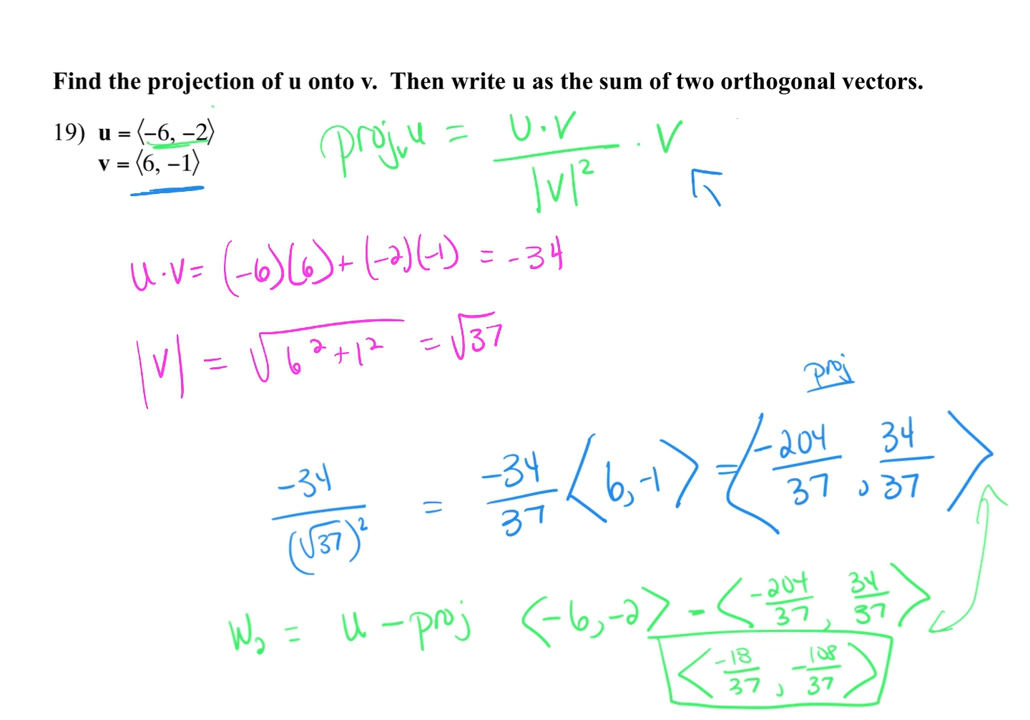 Find the projection of u onto v. Then write u as the sum of two orthogonal vectors.
19) u = ⟨−6, −2⟩
v = ⟨6, −1⟩
proj_v u = u·v / |v|² · v
u·v = (-6)(6) + (-2)(-1) = -34
|v| = √(6² + 1²) = √37
proj
-34 / (√37)² = -34/37 ⟨6, -1⟩ = ⟨-204/37, 34/37⟩
W₂ = u - proj ⟨-6, -2⟩ - ⟨-204/37, 34/37⟩
⟨-18/37, -108/37⟩